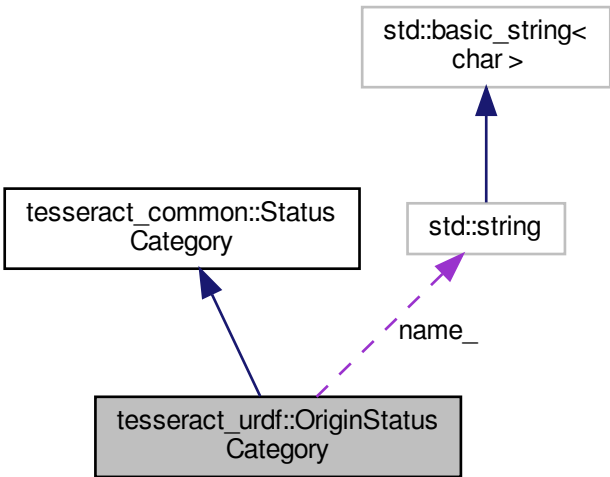 std::basic_string<
char >
tesseract_common::Status
Category
std::string
name_
tesseract_urdf::OriginStatus
Category